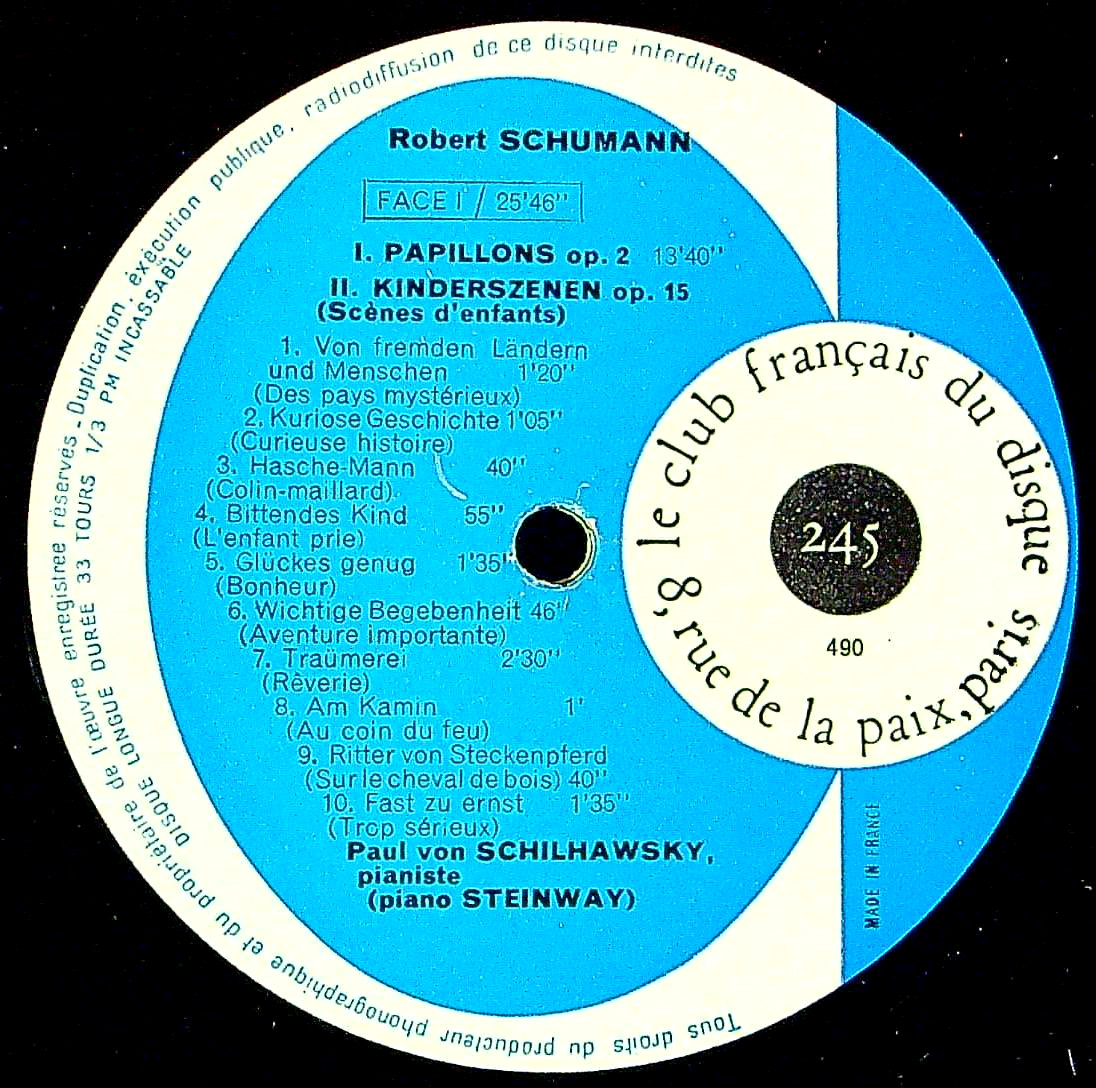 Tous droits du producteur phonographique et du propriétaire de l'œuvre enregistrée réservés - Duplication, éxécution publique, radiodiffusion de ce disque interdites
DISQUE LONGUE DURÉE 33 TOURS 1/3 PM INCASSABLE
Robert SCHUMANN
FACE I / 25'46"
I. PAPILLONS op. 2 13'40"
II. KINDERSZENEN op. 15
(Scènes d'enfants)
1. Von fremden Ländern
und Menschen 1'20"
(Des pays mystérieux)
2. Kuriose Geschichte 1'05"
(Curieuse histoire)
3. Hasche-Mann 40"
(Colin-maillard)
4. Bittendes Kind 55"
(L'enfant prie)
5. Glückes genug 1'35"
(Bonheur)
6. Wichtige Begebenheit 46"
(Aventure importante)
7. Traümerei 2'30"
(Rêverie)
8. Am Kamin 1'
(Au coin du feu)
9. Ritter von Steckenpferd
(Sur le cheval de bois) 40"
10. Fast zu ernst 1'35"
(Trop sérieux)
Paul von SCHILHAWSKY,
pianiste
(piano STEINWAY)
le club français du disque
8, rue de la paix, paris
245
490
MADE IN FRANCE